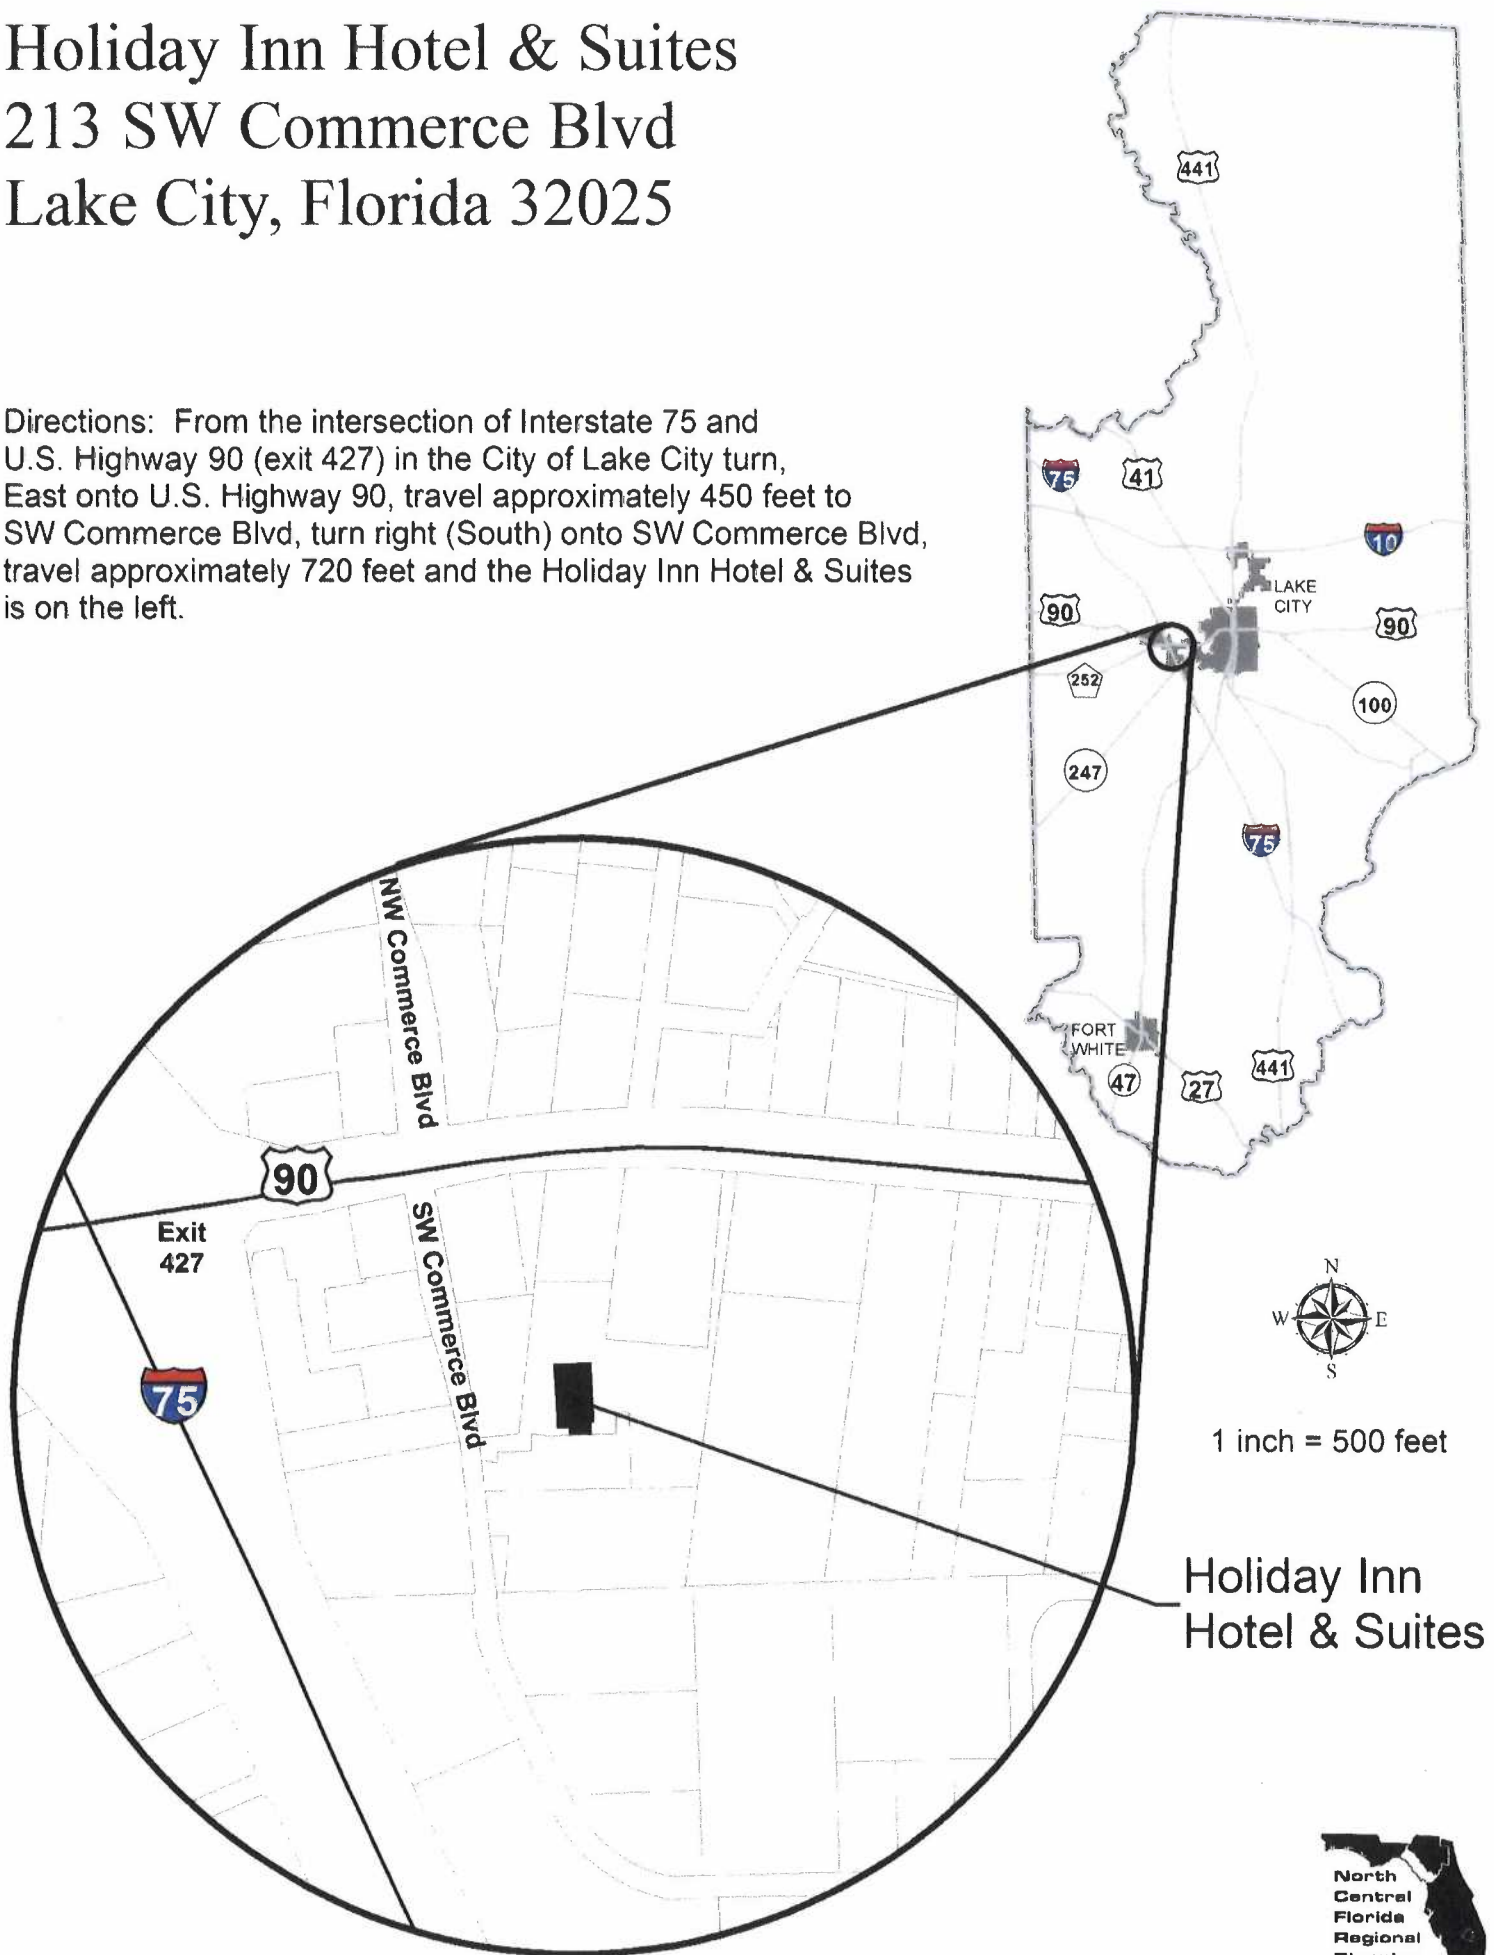 Holiday Inn Hotel & Suites
213 SW Commerce Blvd
Lake City, Florida 32025
Directions: From the intersection of Interstate 75 and
U.S. Highway 90 (exit 427) in the City of Lake City turn,
East onto U.S. Highway 90, travel approximately 450 feet to
SW Commerce Blvd, turn right (South) onto SW Commerce Blvd,
travel approximately 720 feet and the Holiday Inn Hotel & Suites
is on the left.
441
75
41
10
LAKE
CITY
90
90
252
100
247
75
FORT
WHITE
47
27
441
NW Commerce Blvd
90
Exit
427
SW Commerce Blvd
75
N
W
E
S
1 inch = 500 feet
Holiday Inn
Hotel & Suites
North
Central
Florida
Regional